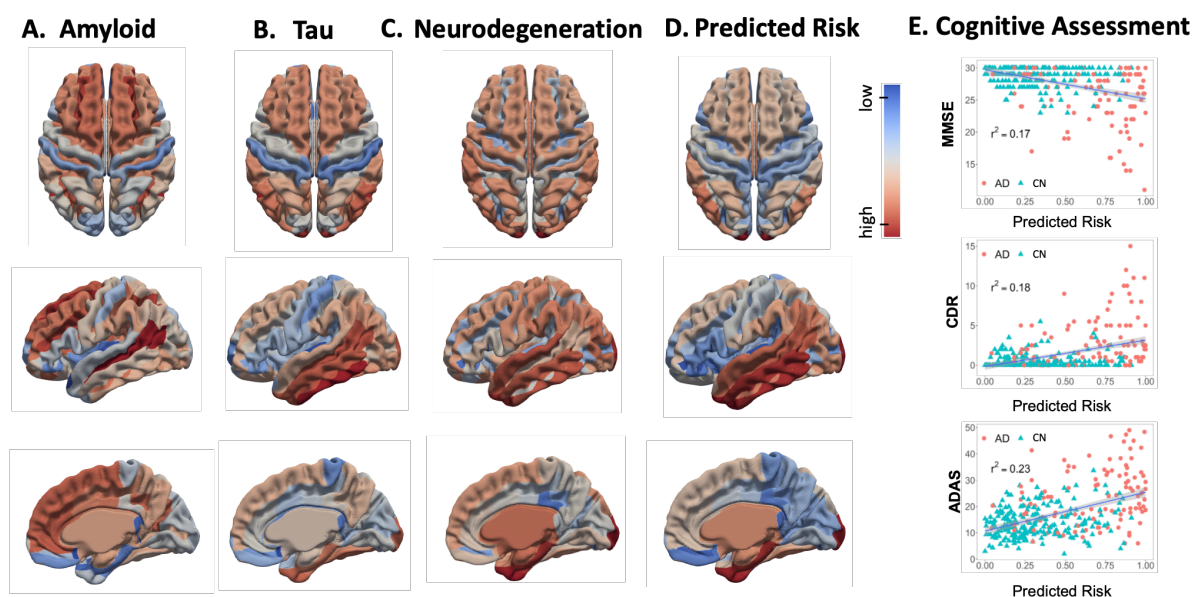 A. Amyloid
B. Tau
C. Neurodegeneration
D. Predicted Risk
E. Cognitive Assessment
low
high
MMSE
30
25
20
15
r² = 0.17
AD CN
0.00 0.25 0.50 0.75 1.00
Predicted Risk
CDR
15
10
5
0
AD CN
r² = 0.18
0.00 0.25 0.50 0.75 1.00
Predicted Risk
ADAS
50
40
30
20
10
0
AD CN
r² = 0.23
0.00 0.25 0.50 0.75 1.00
Predicted Risk